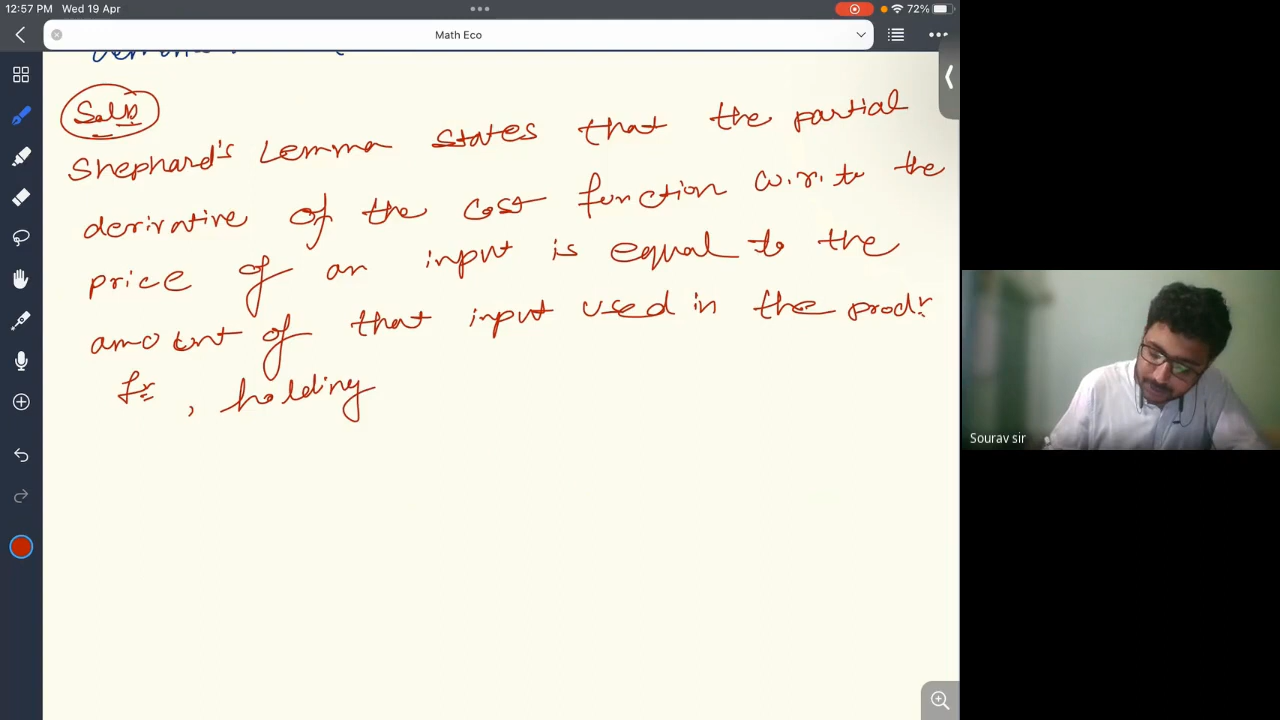 12:57 PM Wed 19 Apr
72%
Math Eco
Solⁿ
Shephard's Lemma states that the partial
derivative of the cost function w.r.to the
price of an input is equal to the
amount of that input used in the prodⁿ
fⁿ, holding
Sourav sir